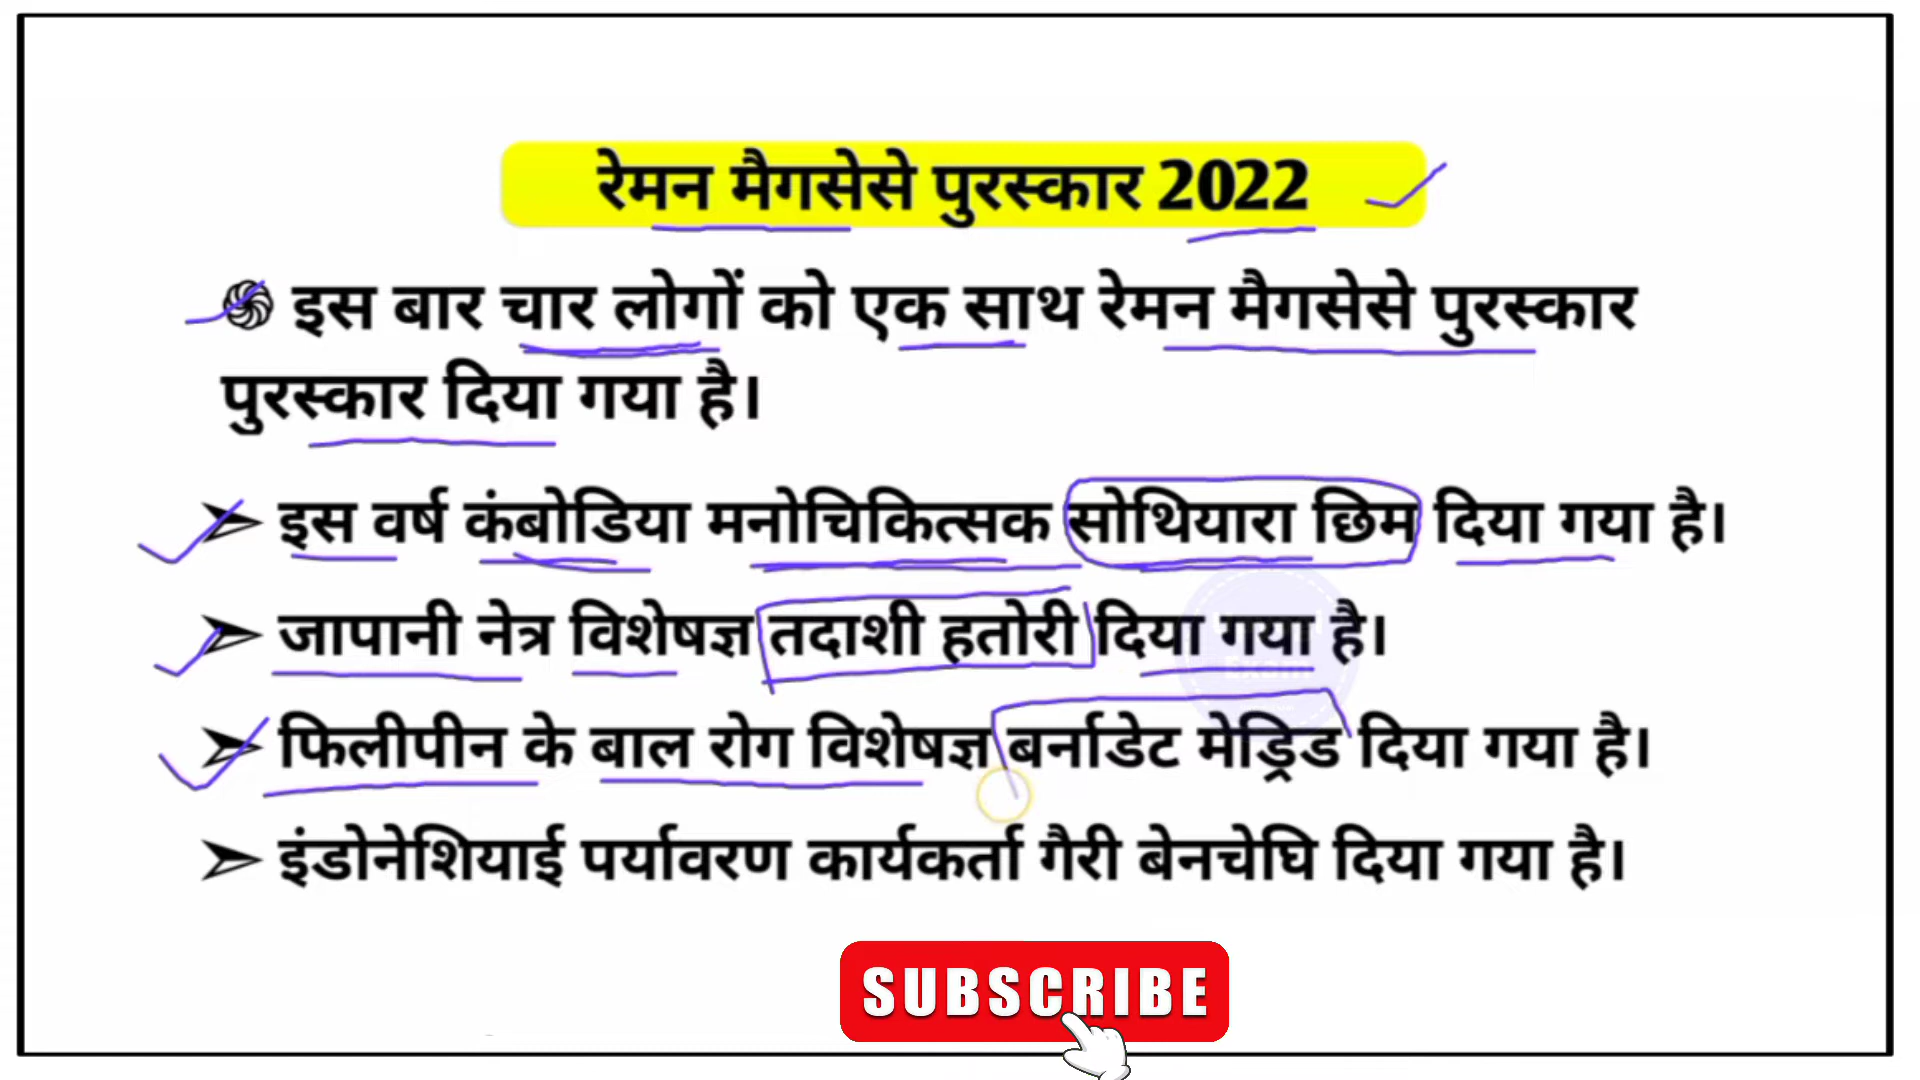 रेमन मैगसेसे पुरस्कार 2022
इस बार चार लोगों को एक साथ रेमन मैगसेसे पुरस्कार
पुरस्कार दिया गया है।
इस वर्ष कंबोडिया मनोचिकित्सक सोथियारा छिम दिया गया है।
जापानी नेत्र विशेषज्ञ तदाशी हतोरी दिया गया है।
Exam
फिलीपीन के बाल रोग विशेषज्ञ बर्नाडेट मेड्रिड दिया गया है।
इंडोनेशियाई पर्यावरण कार्यकर्ता गैरी बेनचेघि दिया गया है।
SUBSCRIBE